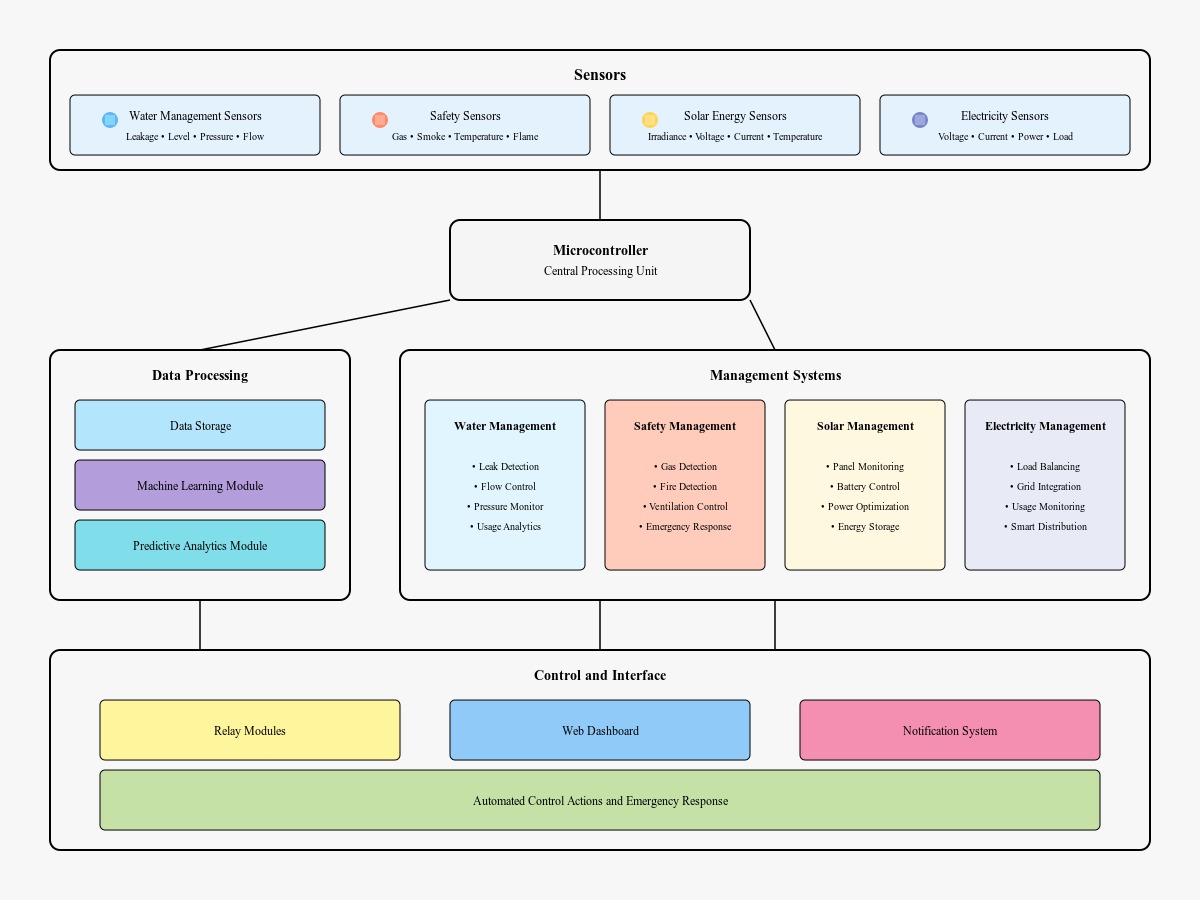 Sensors
Water Management Sensors
Leakage • Level • Pressure • Flow
Safety Sensors
Gas • Smoke • Temperature • Flame
Solar Energy Sensors
Irradiance • Voltage • Current • Temperature
Electricity Sensors
Voltage • Current • Power • Load
Microcontroller
Central Processing Unit
Data Processing
Data Storage
Machine Learning Module
Predictive Analytics Module
Management Systems
Water Management
• Leak Detection
• Flow Control
• Pressure Monitor
• Usage Analytics
Safety Management
• Gas Detection
• Fire Detection
• Ventilation Control
• Emergency Response
Solar Management
• Panel Monitoring
• Battery Control
• Power Optimization
• Energy Storage
Electricity Management
• Load Balancing
• Grid Integration
• Usage Monitoring
• Smart Distribution
Control and Interface
Relay Modules
Web Dashboard
Notification System
Automated Control Actions and Emergency Response